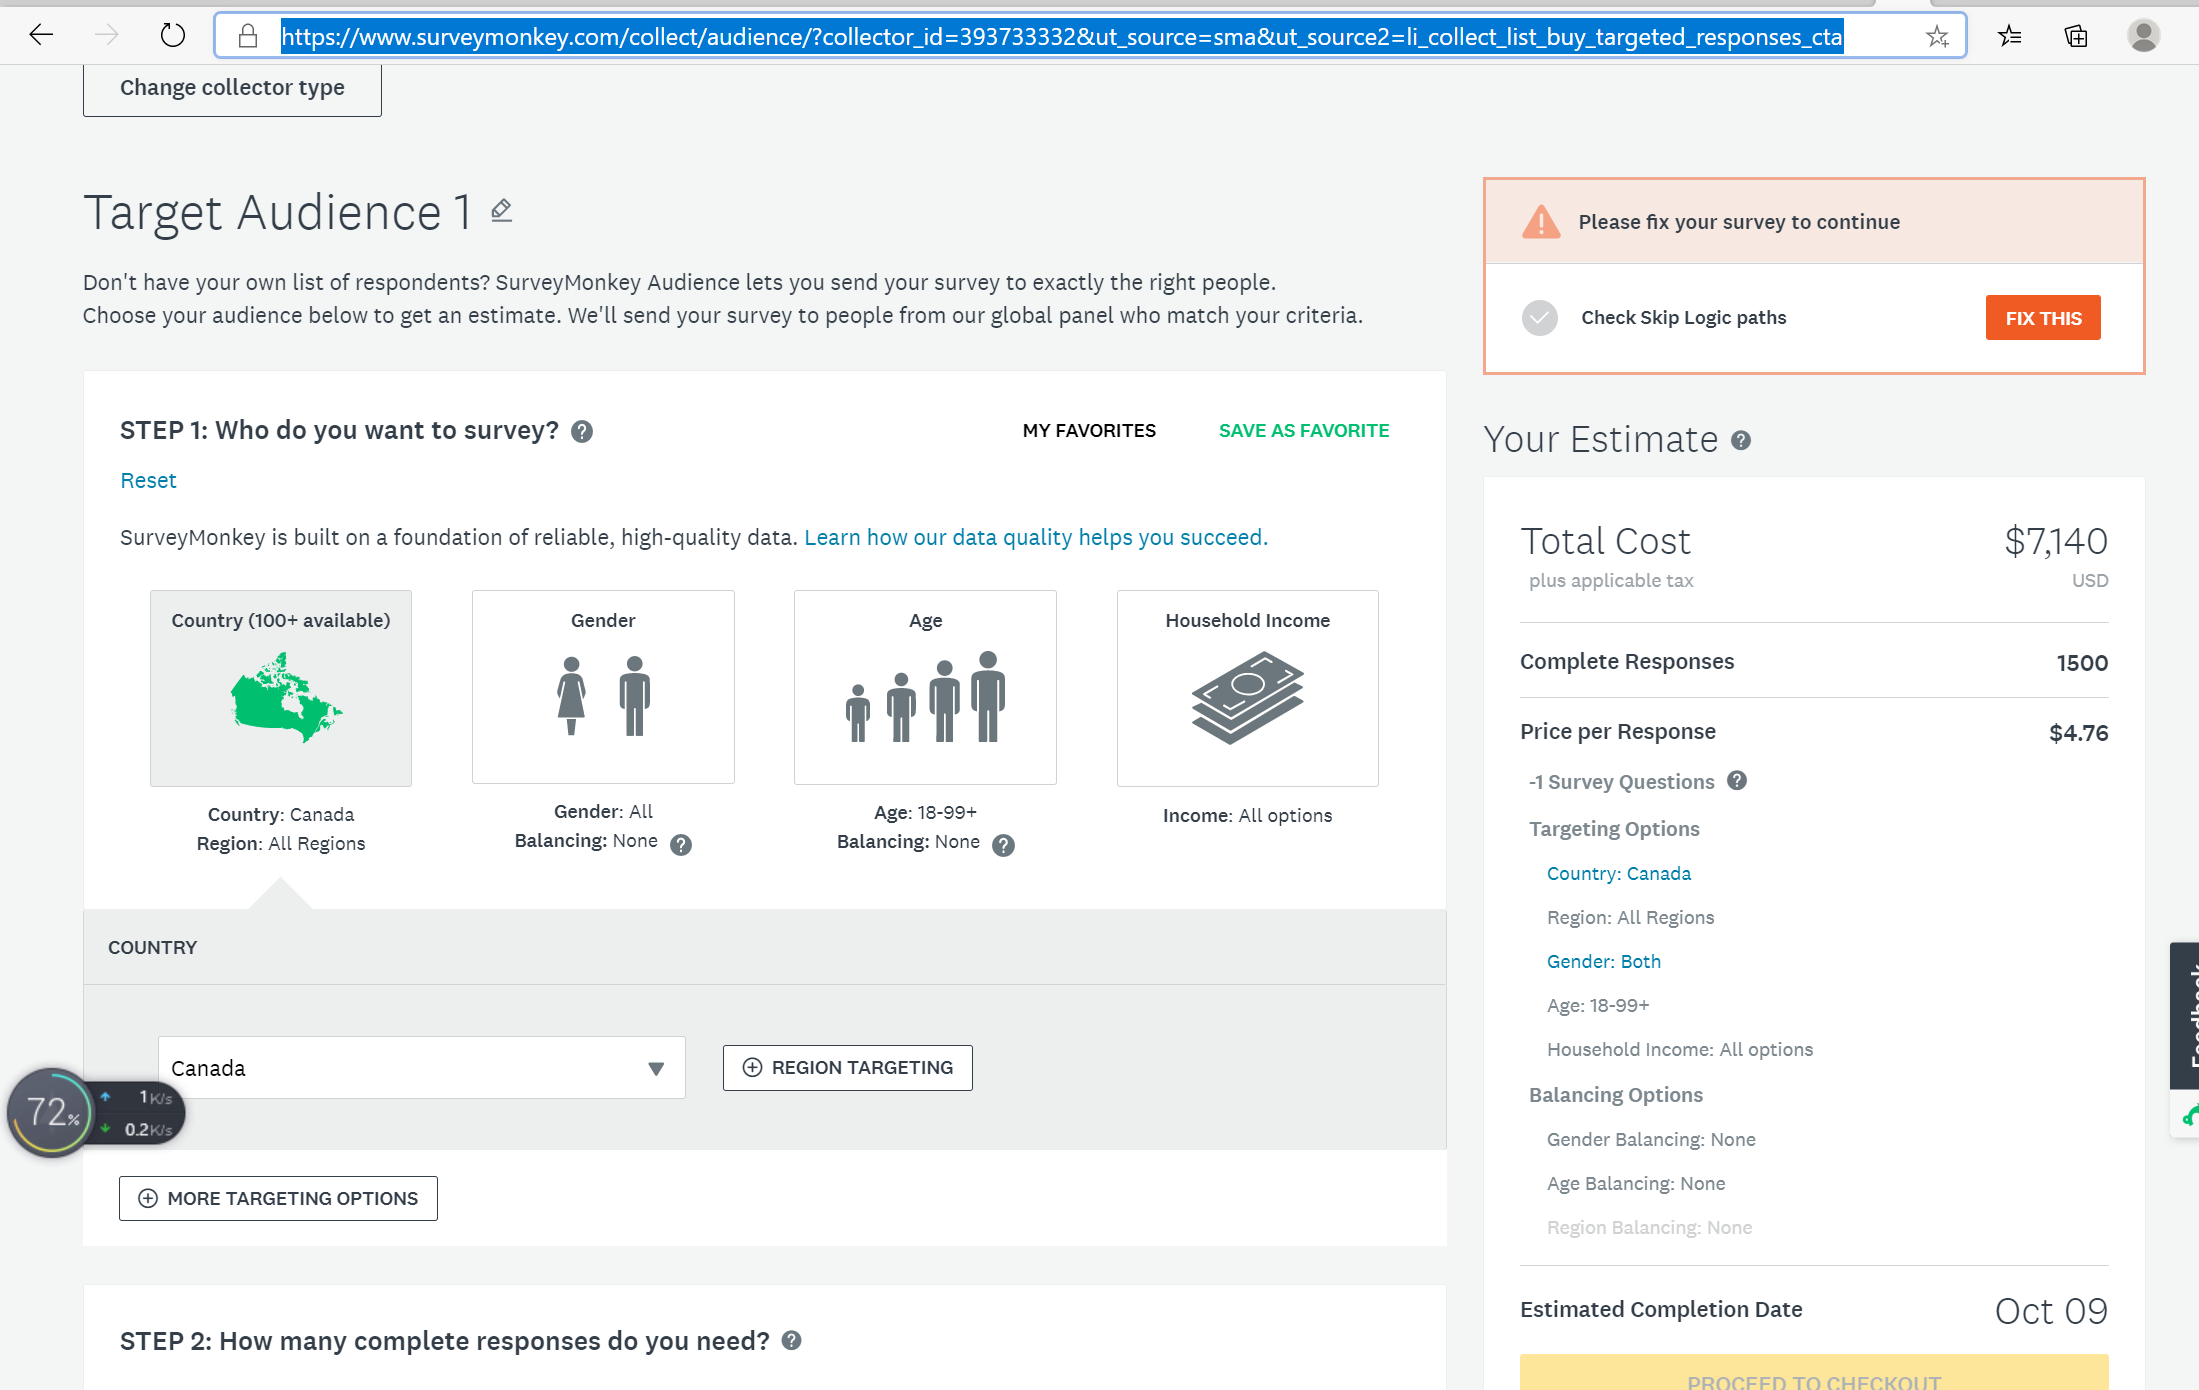 https://www.surveymonkey.com/collect/audience/?collector_id=393733332&ut_source=sma&ut_source2=li_collect_list_buy_targeted_responses_cta
Change collector type
Target Audience 1
Don't have your own list of respondents? SurveyMonkey Audience lets you send your survey to exactly the right people.
Choose your audience below to get an estimate. We'll send your survey to people from our global panel who match your criteria.
STEP 1: Who do you want to survey? ?
MY FAVORITES
SAVE AS FAVORITE
Reset
SurveyMonkey is built on a foundation of reliable, high-quality data. Learn how our data quality helps you succeed.
Country (100+ available)
Gender
Age
Household Income
Country: Canada
Region: All Regions
Gender: All
Balancing: None ?
Age: 18-99+
Balancing: None ?
Income: All options
COUNTRY
Canada
REGION TARGETING
72%
1K/s
0.2K/s
MORE TARGETING OPTIONS
STEP 2: How many complete responses do you need? ?
Please fix your survey to continue
Check Skip Logic paths
FIX THIS
Your Estimate ?
Total Cost
$7,140
plus applicable tax
USD
Complete Responses
1500
Price per Response
$4.76
-1 Survey Questions ?
Targeting Options
Country: Canada
Region: All Regions
Gender: Both
Age: 18-99+
Household Income: All options
Balancing Options
Gender Balancing: None
Age Balancing: None
Region Balancing: None
Estimated Completion Date
Oct 09
PROCEED TO CHECKOUT
Feedback